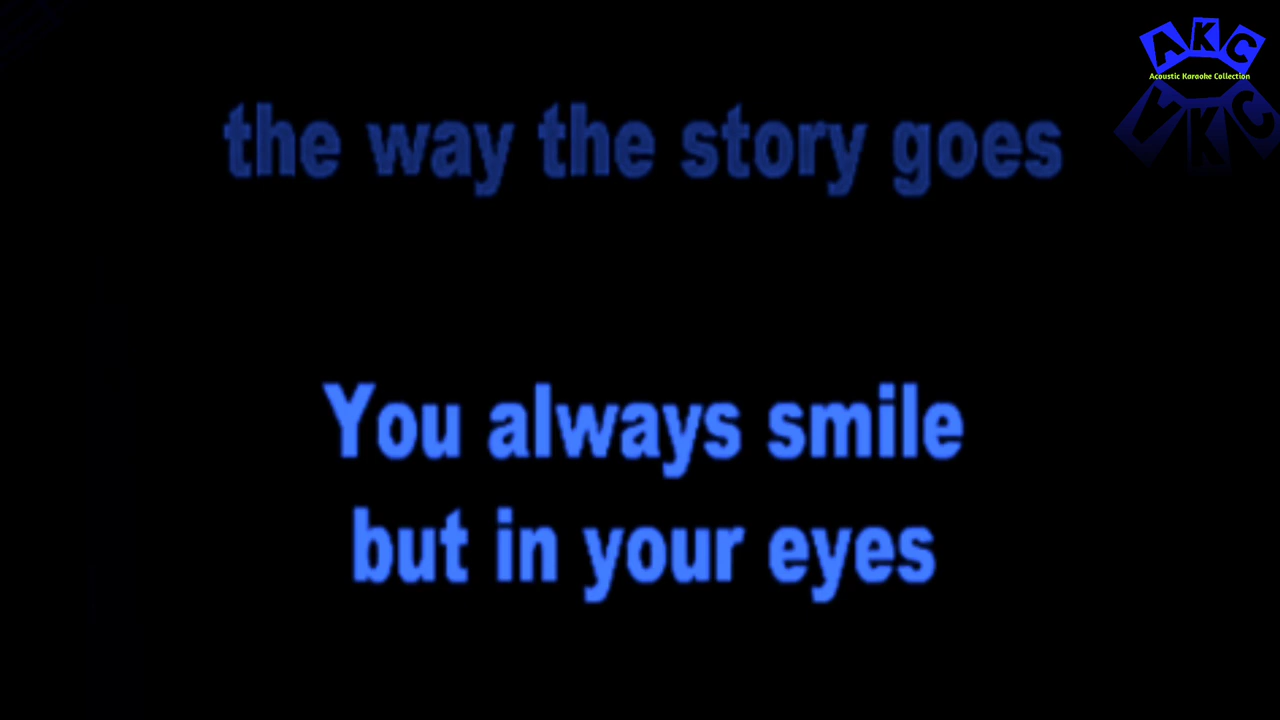 AKC
Acoustic Karaoke Collection
the way the story goes
You always smile
but in your eyes